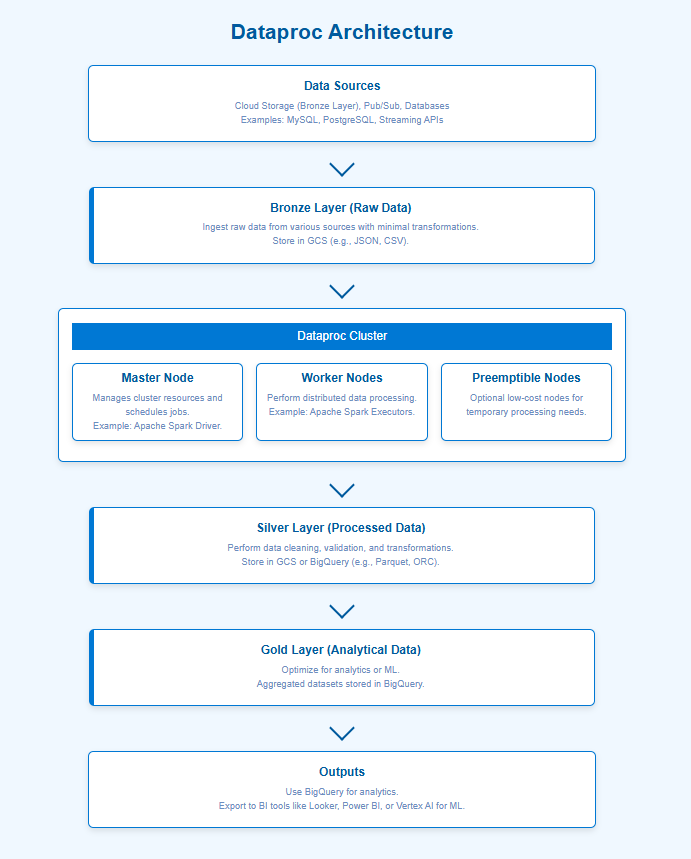 Dataproc Architecture
Data Sources
Cloud Storage (Bronze Layer), Pub/Sub, Databases
Examples: MySQL, PostgreSQL, Streaming APIs
Bronze Layer (Raw Data)
Ingest raw data from various sources with minimal transformations.
Store in GCS (e.g., JSON, CSV).
Dataproc Cluster
Master Node
Manages cluster resources and
schedules jobs.
Example: Apache Spark Driver.
Worker Nodes
Perform distributed data processing.
Example: Apache Spark Executors.
Preemptible Nodes
Optional low-cost nodes for
temporary processing needs.
Silver Layer (Processed Data)
Perform data cleaning, validation, and transformations.
Store in GCS or BigQuery (e.g., Parquet, ORC).
Gold Layer (Analytical Data)
Optimize for analytics or ML.
Aggregated datasets stored in BigQuery.
Outputs
Use BigQuery for analytics.
Export to BI tools like Looker, Power BI, or Vertex AI for ML.